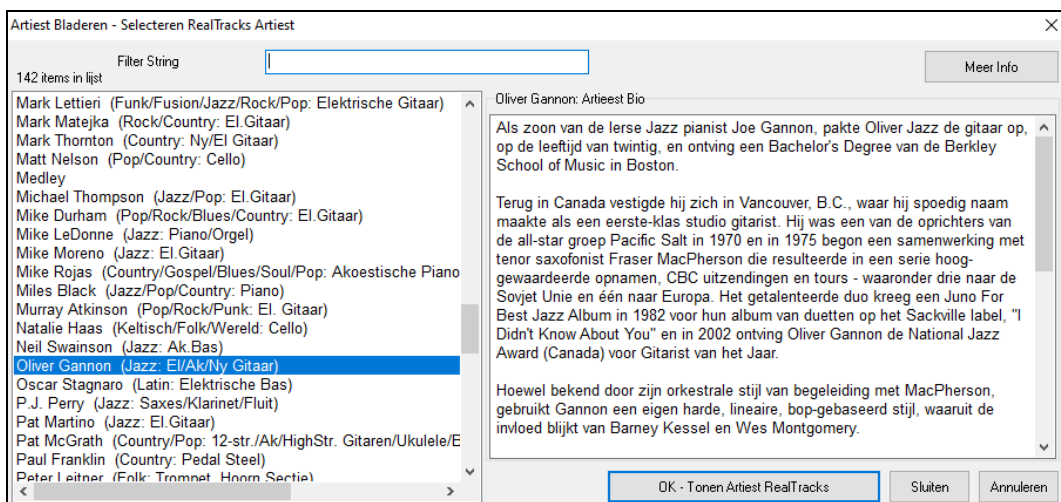 Artiest Bladeren - Selecteren RealTracks Artiest
Filter String
Meer Info
142 items in lijst
Mark Lettieri (Funk/Fusion/Jazz/Rock/Pop: Elektrische Gitaar)
Mark Matejka (Rock/Country: El.Gitaar)
Mark Thornton (Country: Ny/El Gitaar)
Matt Nelson (Pop/Country: Cello)
Medley
Michael Thompson (Jazz/Pop: El.Gitaar)
Mike Durham (Pop/Rock/Blues/Country: El.Gitaar)
Mike LeDonne (Jazz: Piano/Orgel)
Mike Moreno (Jazz: El.Gitaar)
Mike Rojas (Country/Gospel/Blues/Soul/Pop: Akoestische Piano
Miles Black (Jazz/Pop/Country: Piano)
Murray Atkinson (Pop/Rock/Punk: El. Gitaar)
Natalie Haas (Keltisch/Folk/Wereld: Cello)
Neil Swainson (Jazz: Ak.Bas)
Oliver Gannon (Jazz: El/Ak/Ny Gitaar)
Oscar Stagnaro (Latin: Elektrische Bas)
P.J. Perry (Jazz: Saxes/Klarinet/Fluit)
Pat Martino (Jazz: El.Gitaar)
Pat McGrath (Country/Pop: 12-str./Ak/HighStr. Gitaren/Ukulele/E
Paul Franklin (Country: Pedal Steel)
Peter Leitner (Folk: Trompet, Hoorn Sectie)
Oliver Gannon: Artieest Bio
Als zoon van de Ierse Jazz pianist Joe Gannon, pakte Oliver Jazz de gitaar op,
op de leeftijd van twintig, en ontving een Bachelor's Degree van de Berkley
School of Music in Boston.
Terug in Canada vestigde hij zich in Vancouver, B.C., waar hij spoedig naam
maakte als een eerste-klas studio gitarist. Hij was een van de oprichters van
de all-star groep Pacific Salt in 1970 en in 1975 begon een samenwerking met
tenor saxofonist Fraser MacPherson die resulteerde in een serie hoog-
gewaardeerde opnamen, CBC uitzendingen en tours - waaronder drie naar de
Sovjet Unie en één naar Europa. Het getalenteerde duo kreeg een Juno For
Best Jazz Album in 1982 voor hun album van duetten op het Sackville label, "I
Didn't Know About You" en in 2002 ontving Oliver Gannon de National Jazz
Award (Canada) voor Gitarist van het Jaar.
Hoewel bekend door zijn orkestrale stijl van begeleiding met MacPherson,
gebruikt Gannon een eigen harde, lineaire, bop-gebaseerd stijl, waaruit de
invloed blijkt van Barney Kessel en Wes Montgomery.
OK - Tonen Artiest RealTracks
Sluiten
Annuleren